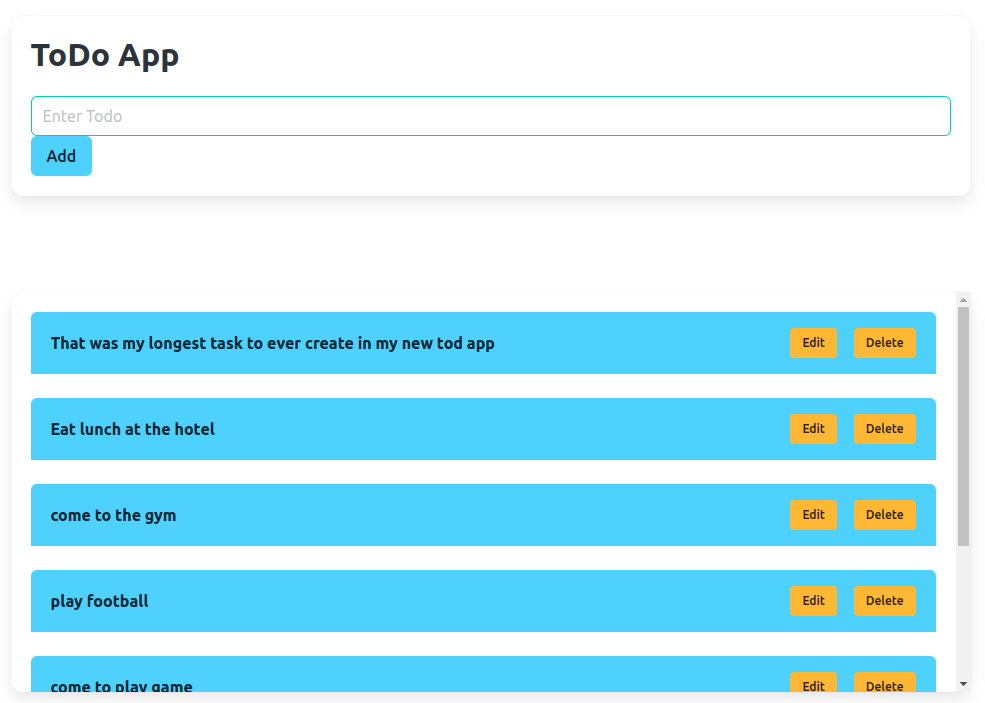 ToDo App
Enter Todo
Add
That was my longest task to ever create in my new tod app Edit Delete
Eat lunch at the hotel Edit Delete
come to the gym Edit Delete
play football Edit Delete
come to play game Edit Delete